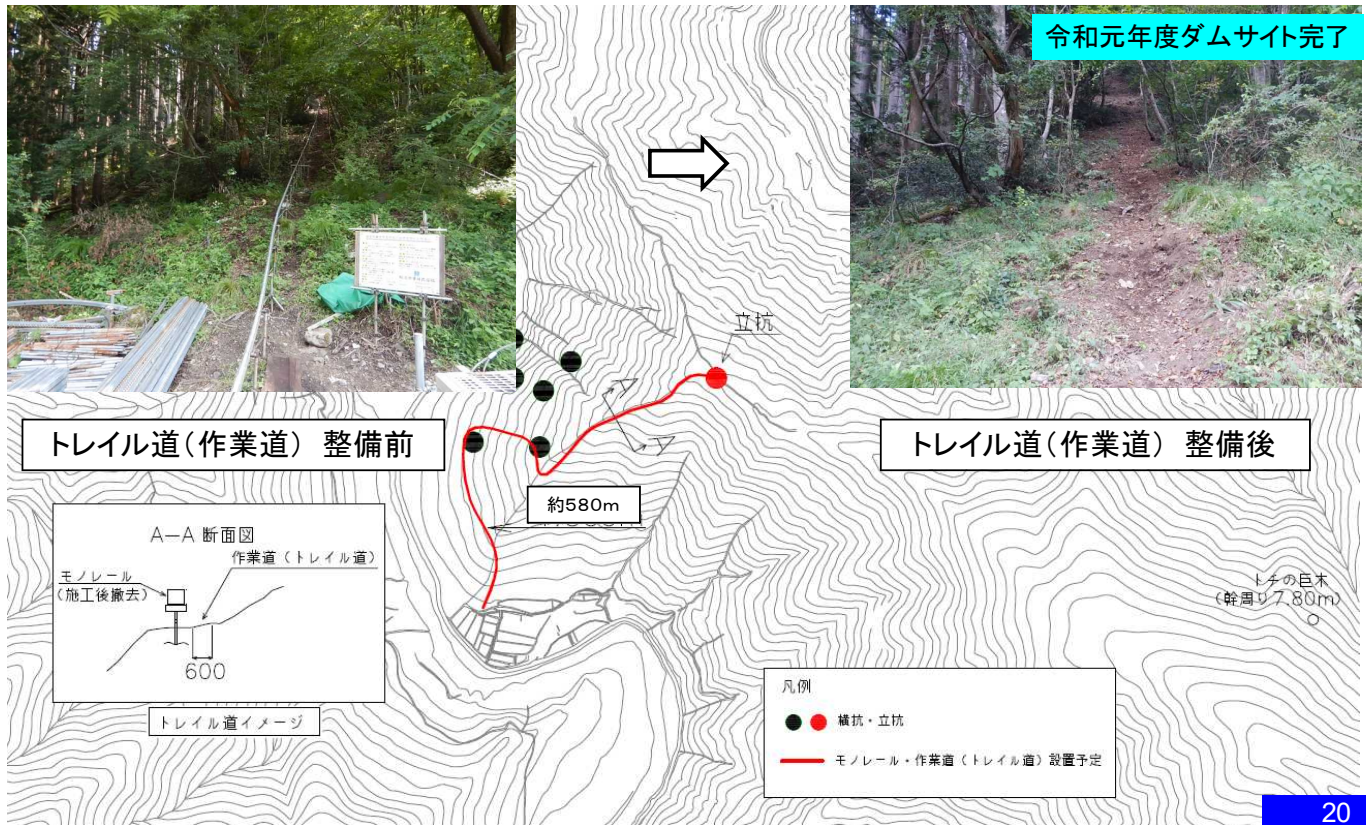 令和元年度ダムサイト完了
立抗
A
A
トレイル道(作業道) 整備前
トレイル道(作業道) 整備後
約580m
A－A 断面図
作業道(トレイル道)
モノレール
(施工後撤去)
600
トレイル道イメージ
トチの巨木
(幹周り7.80m)
凡例
横抗・立抗
モノレール・作業道(トレイル道)設置予定
20